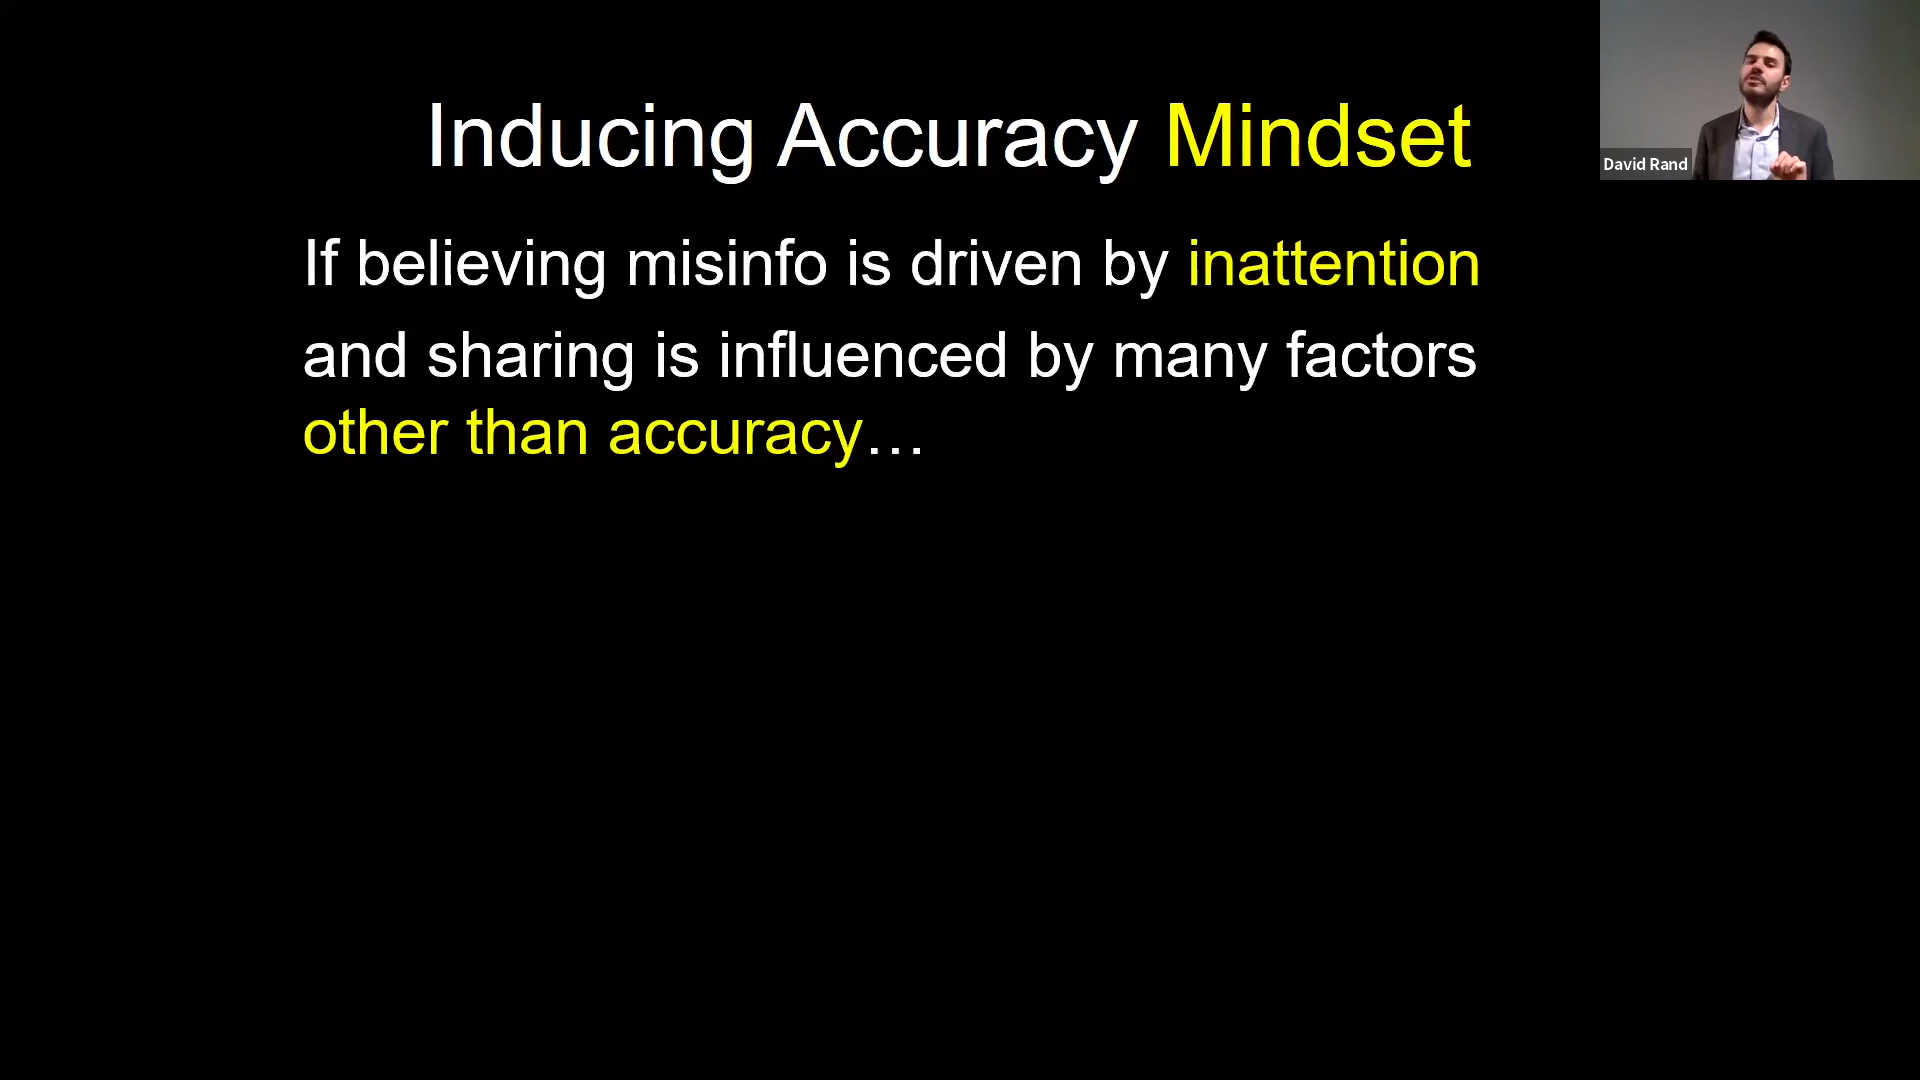 Inducing Accuracy Mindset
David Rand
If believing misinfo is driven by inattention
and sharing is influenced by many factors
other than accuracy…